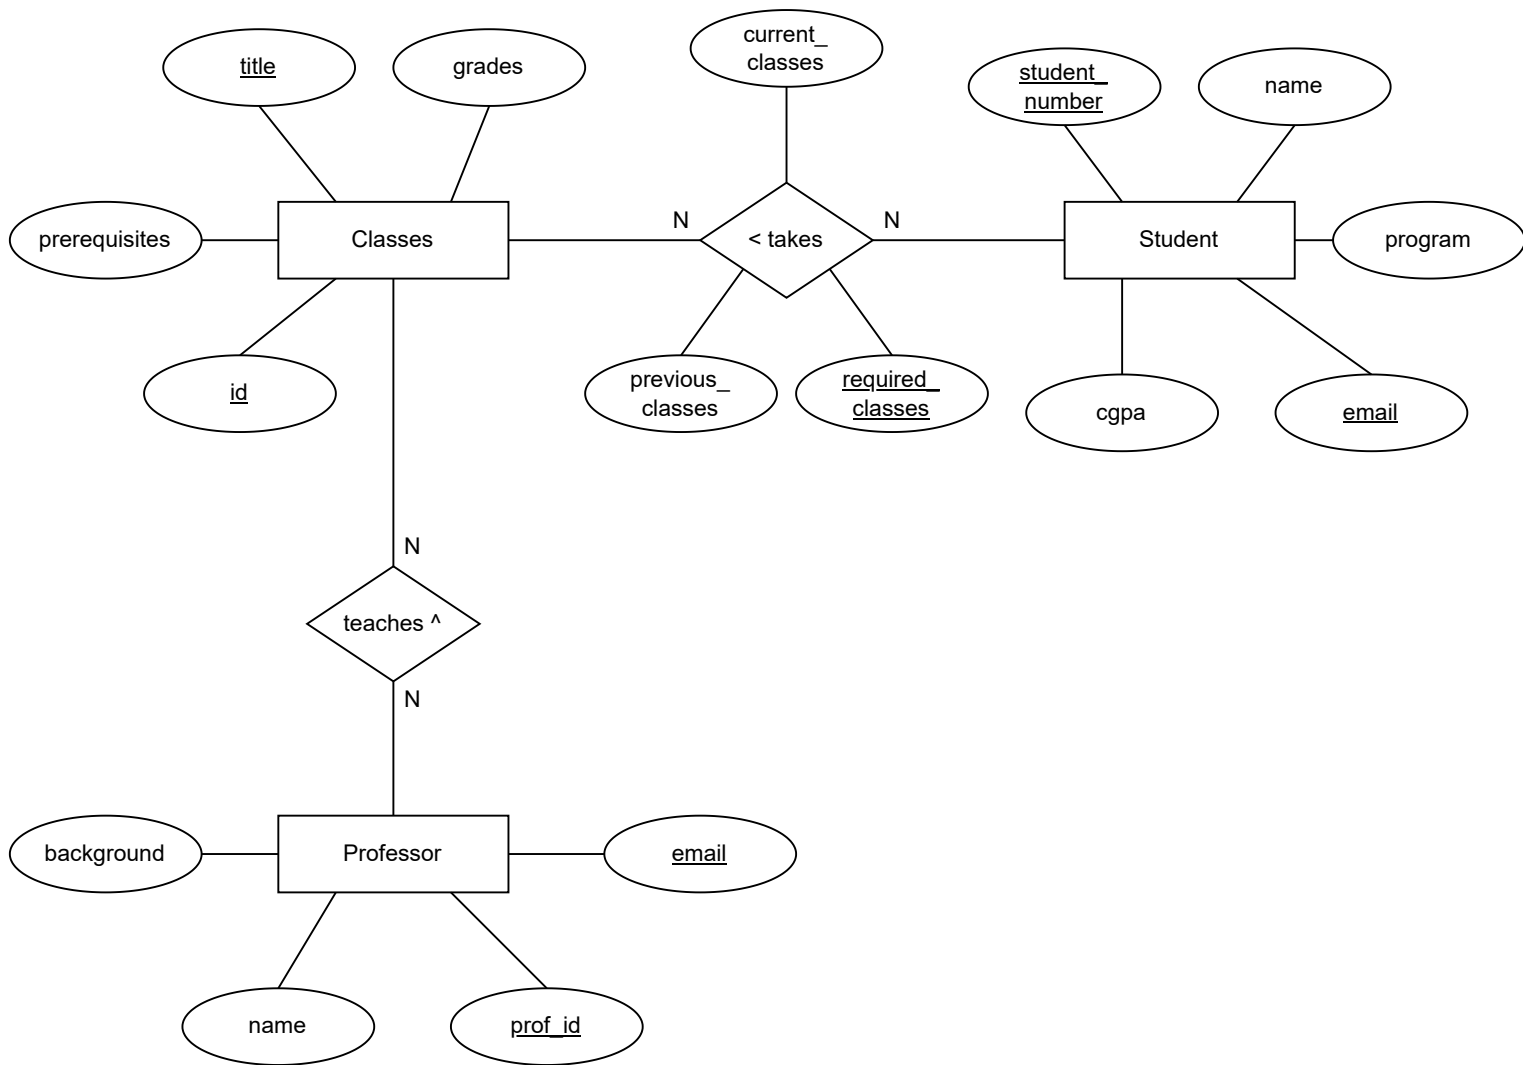 current_
classes
title
grades
student_
number
name
N
N
prerequisites
Classes
< takes
Student
program
id
previous_
classes
required_
classes
cgpa
email
N
teaches ^
N
background
Professor
email
name
prof_id